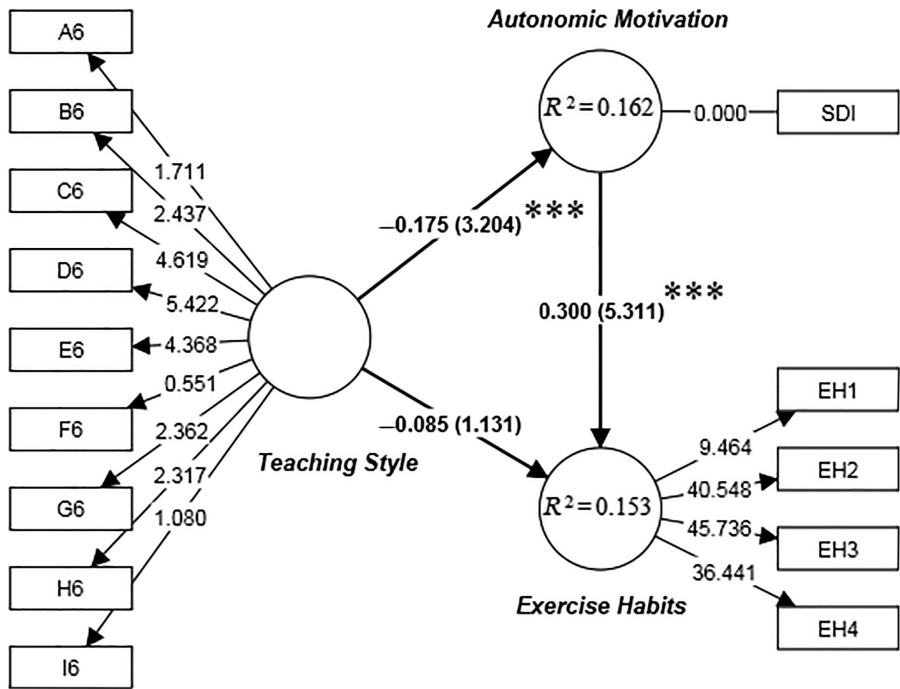 Autonomic Motivation
A6
B6
C6
D6
E6
F6
G6
H6
I6
1.711
2.437
4.619
5.422
4.368
0.551
2.362
2.317
1.080
Teaching Style
–0.175 (3.204) ***
R² = 0.162
0.000
SDI
0.300 (5.311) ***
–0.085 (1.131)
R² = 0.153
Exercise Habits
9.464
40.548
45.736
36.441
EH1
EH2
EH3
EH4